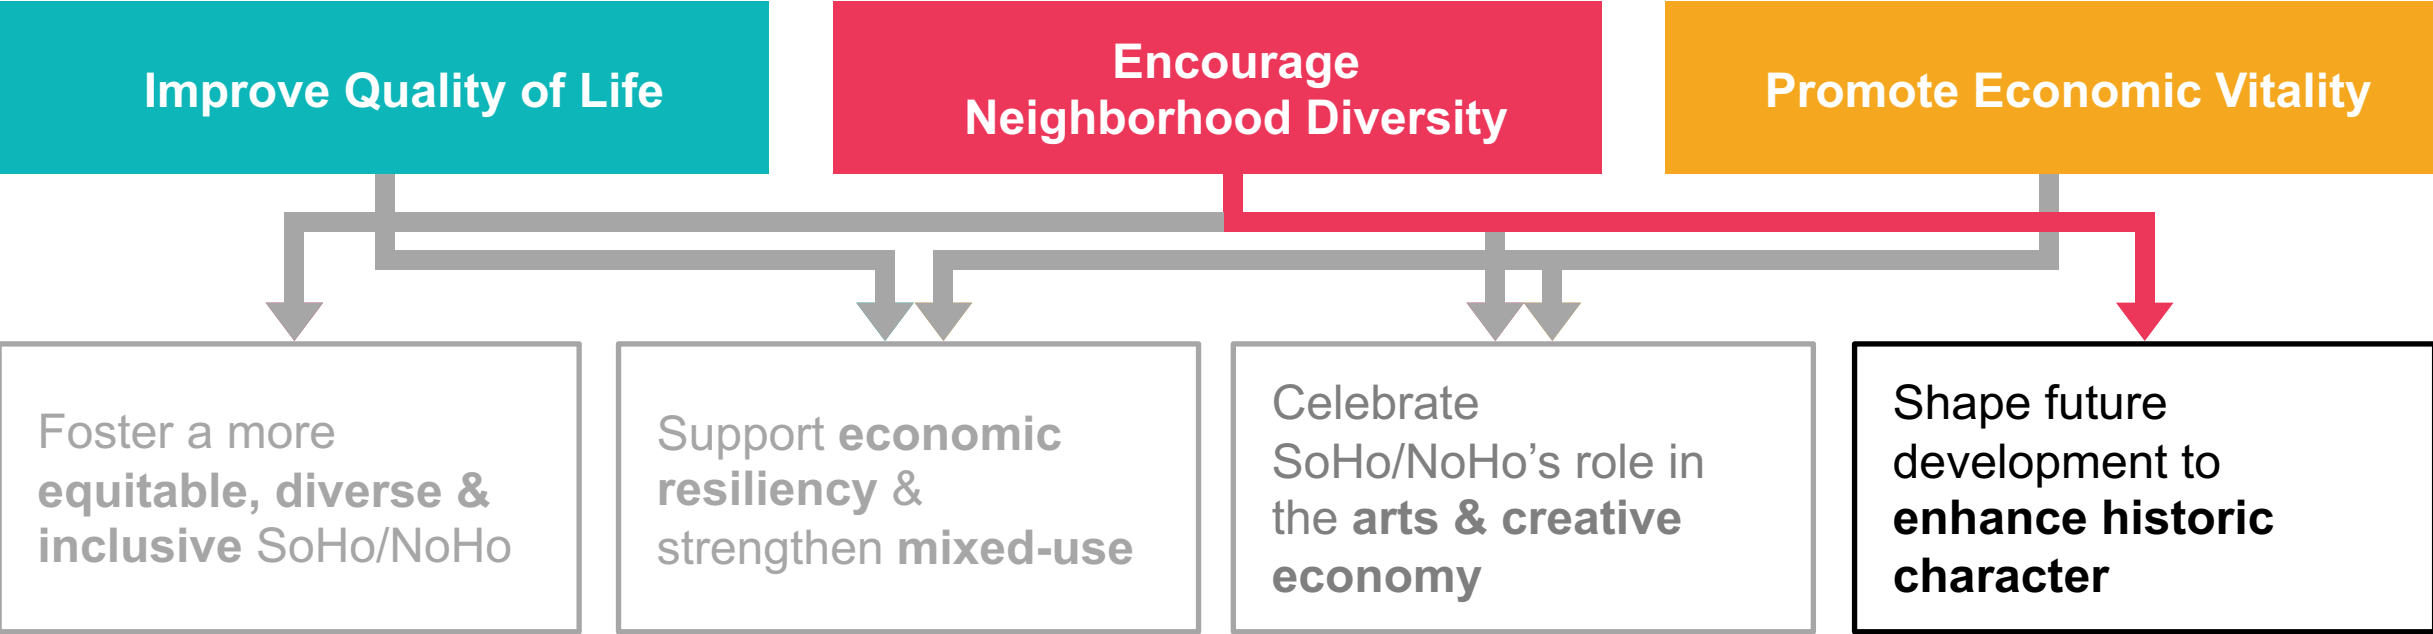 Improve Quality of Life
Encourage
Neighborhood Diversity
Promote Economic Vitality
Foster a more
equitable, diverse &
inclusive SoHo/NoHo
Support economic
resiliency &
strengthen mixed-use
Celebrate
SoHo/NoHo’s role in
the arts & creative
economy
Shape future
development to
enhance historic
character